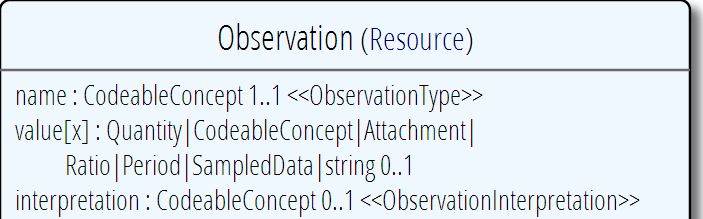 Observation (Resource)
name : CodeableConcept 1..1 <<ObservationType>>
value[x] : Quantity|CodeableConcept|Attachment|
Ratio|Period|SampledData|string 0..1
interpretation : CodeableConcept 0..1 <<ObservationInterpretation>>